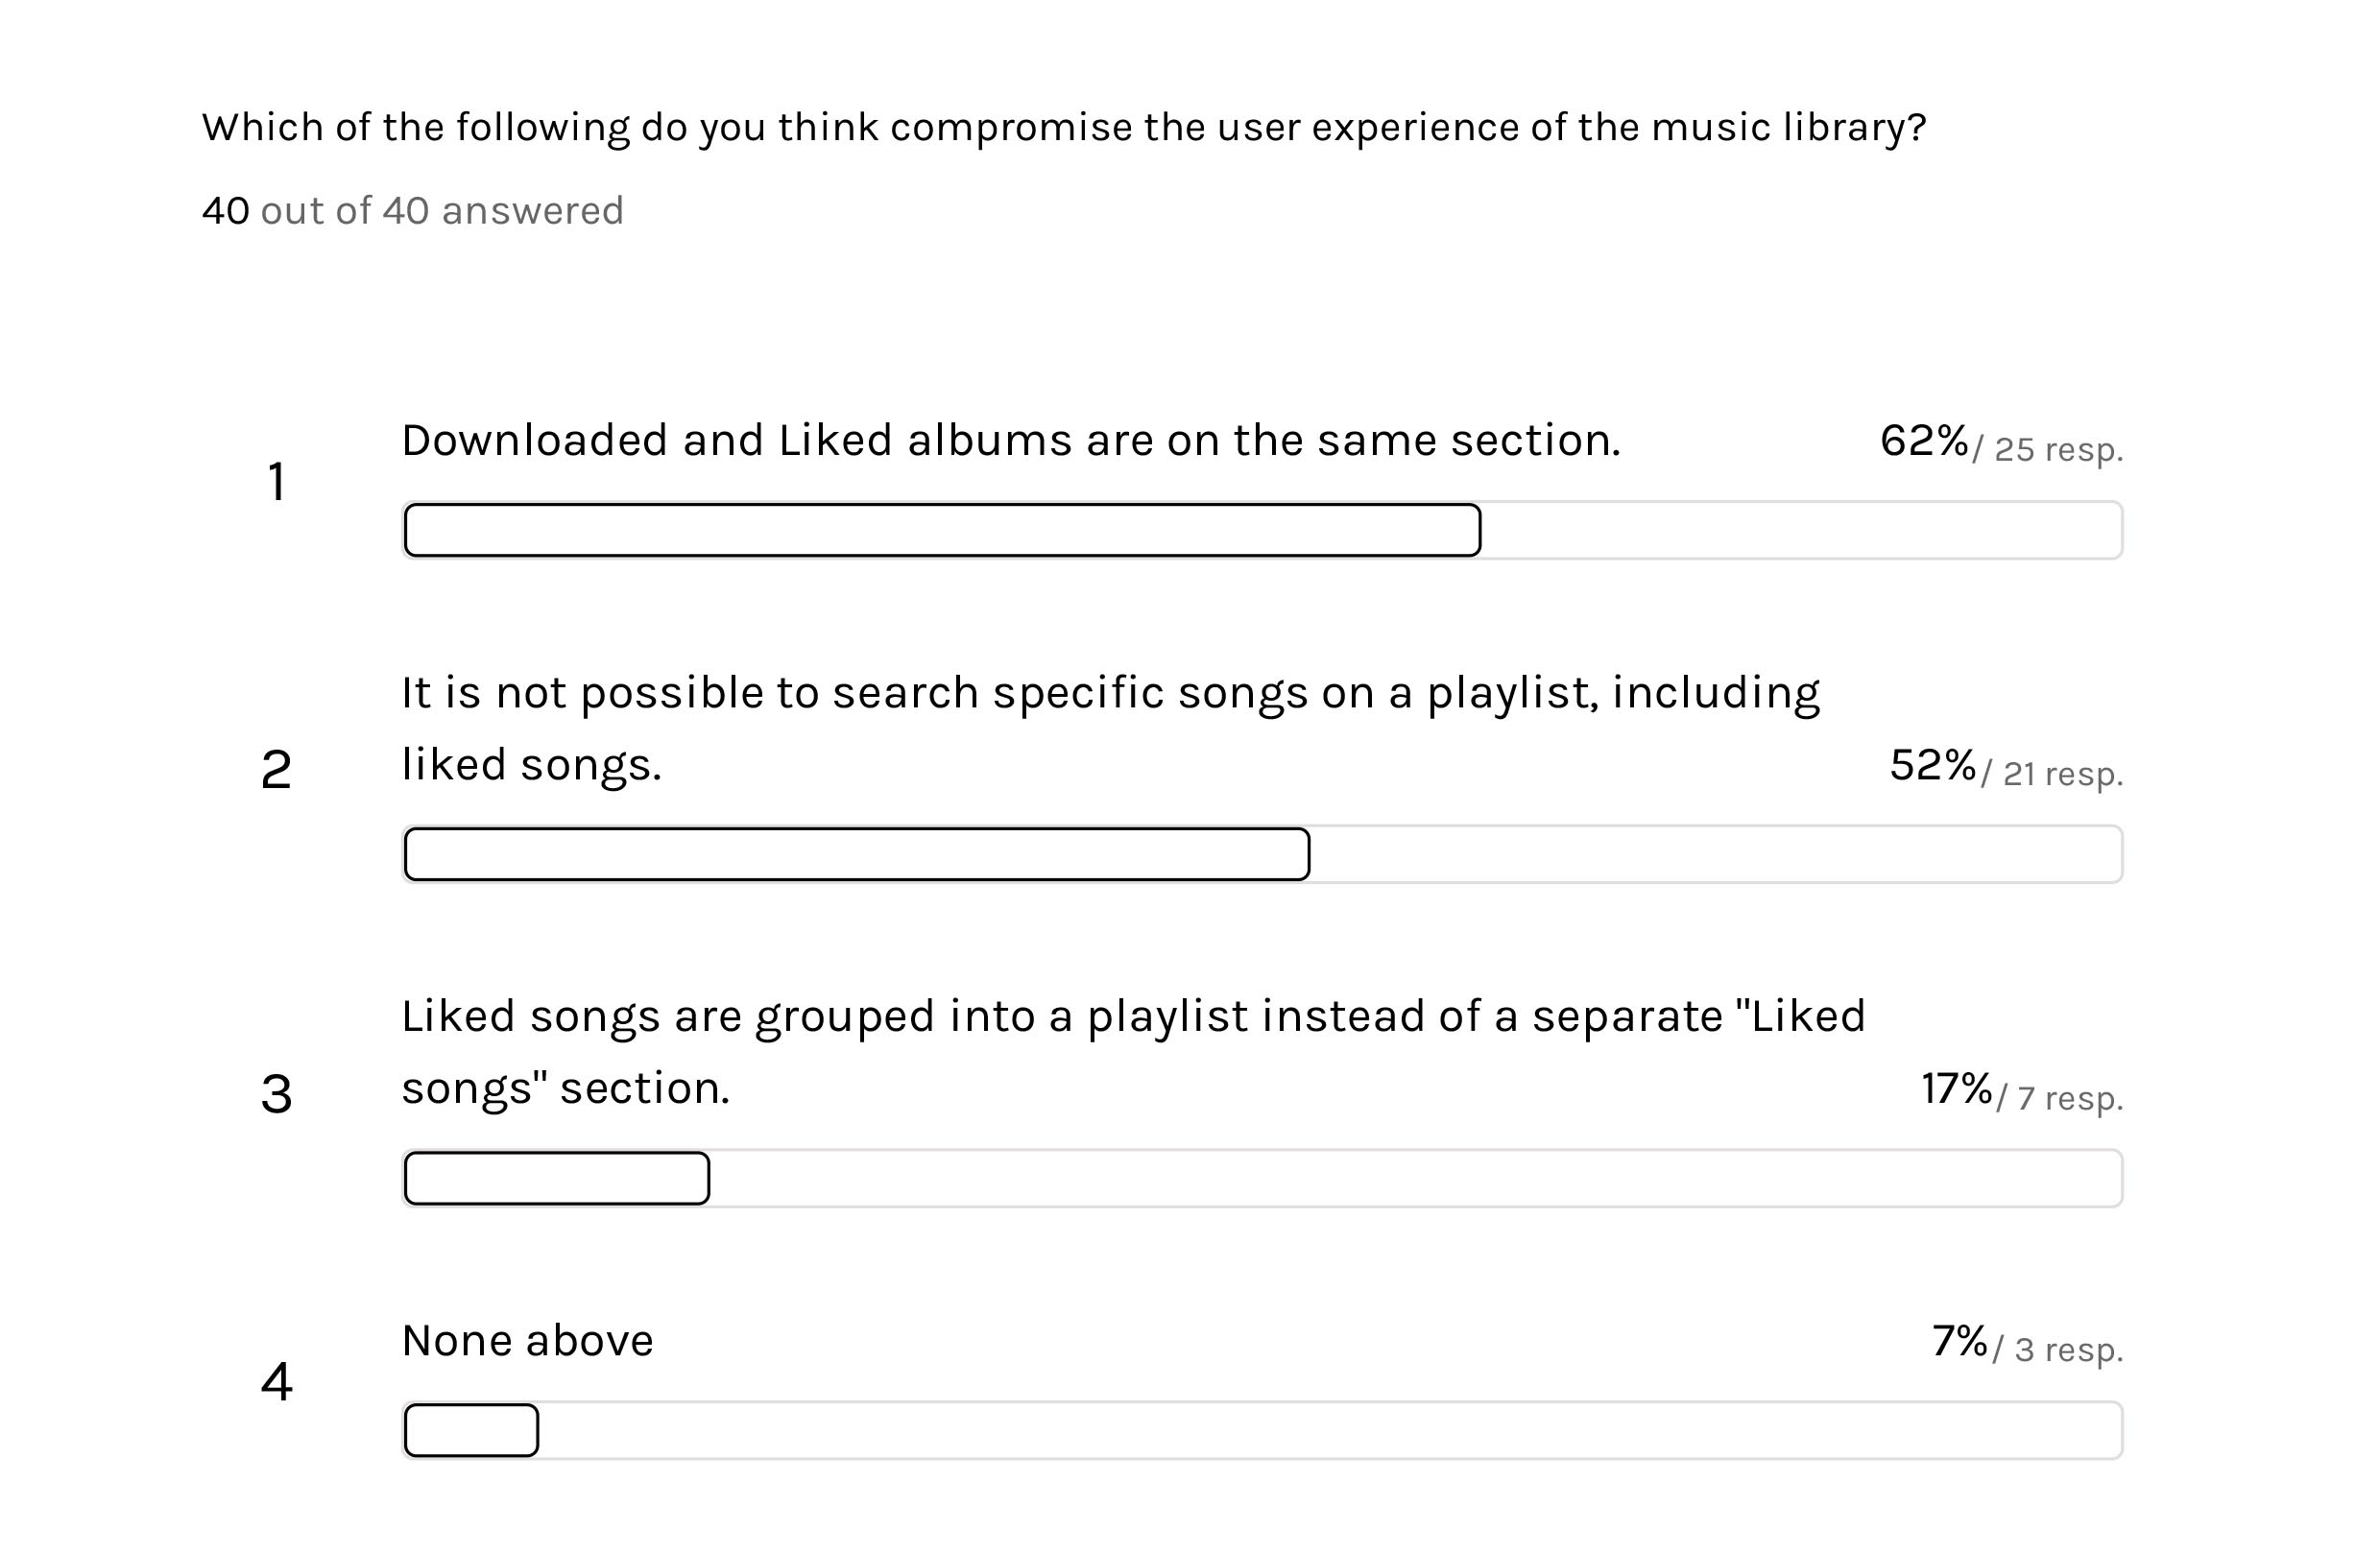 Which of the following do you think compromise the user experience of the music library?
40 out of 40 answered
1
Downloaded and Liked albums are on the same section.
62% / 25 resp.
2
It is not possible to search specific songs on a playlist, including
liked songs.
52% / 21 resp.
3
Liked songs are grouped into a playlist instead of a separate "Liked
songs" section.
17% / 7 resp.
4
None above
7% / 3 resp.